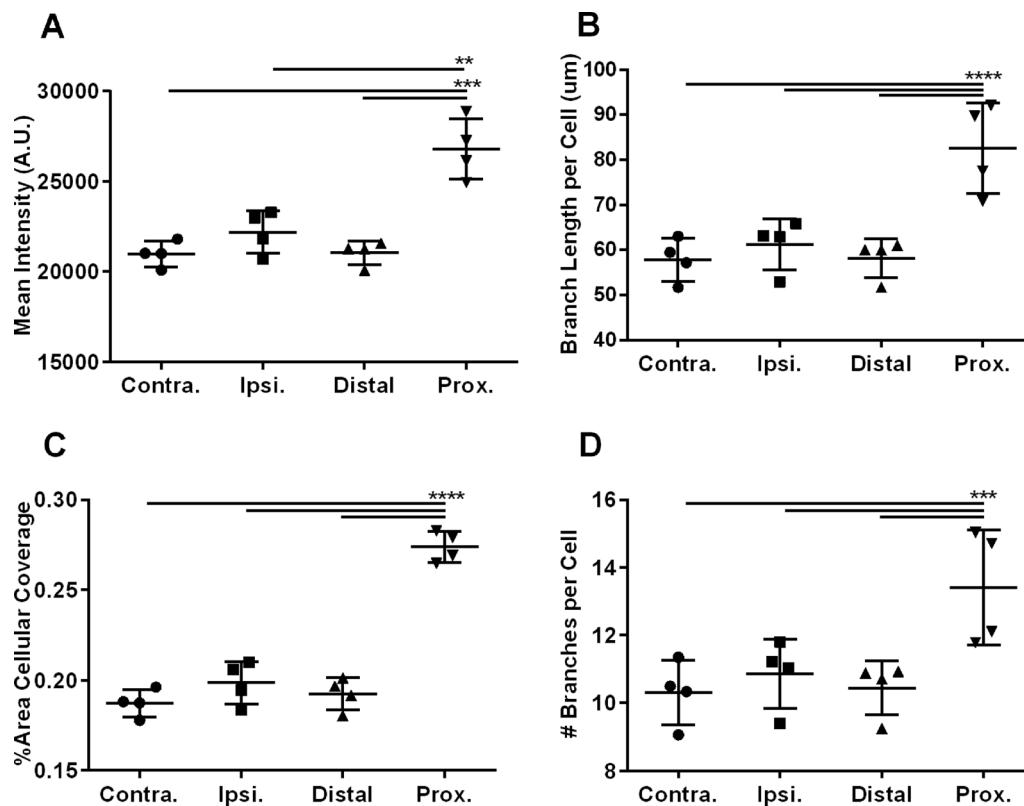 A
Mean Intensity (A.U.)
**
***
30000
25000
20000
15000
Contra. Ipsi. Distal Prox.
B
Branch Length per Cell (um)
****
100
90
80
70
60
50
40
Contra. Ipsi. Distal Prox.
C
%Area Cellular Coverage
****
0.30
0.25
0.20
0.15
Contra. Ipsi. Distal Prox.
D
# Branches per Cell
***
16
14
12
10
8
Contra. Ipsi. Distal Prox.